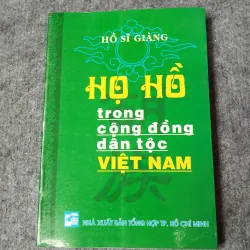 HỒ SĨ GIÀNG
HỌ HỒ
trong
cộng đồng
dân tộc
VIỆT NAM
NHÀ XUẤT BẢN TỔNG HỢP TP. HỒ CHÍ MINH